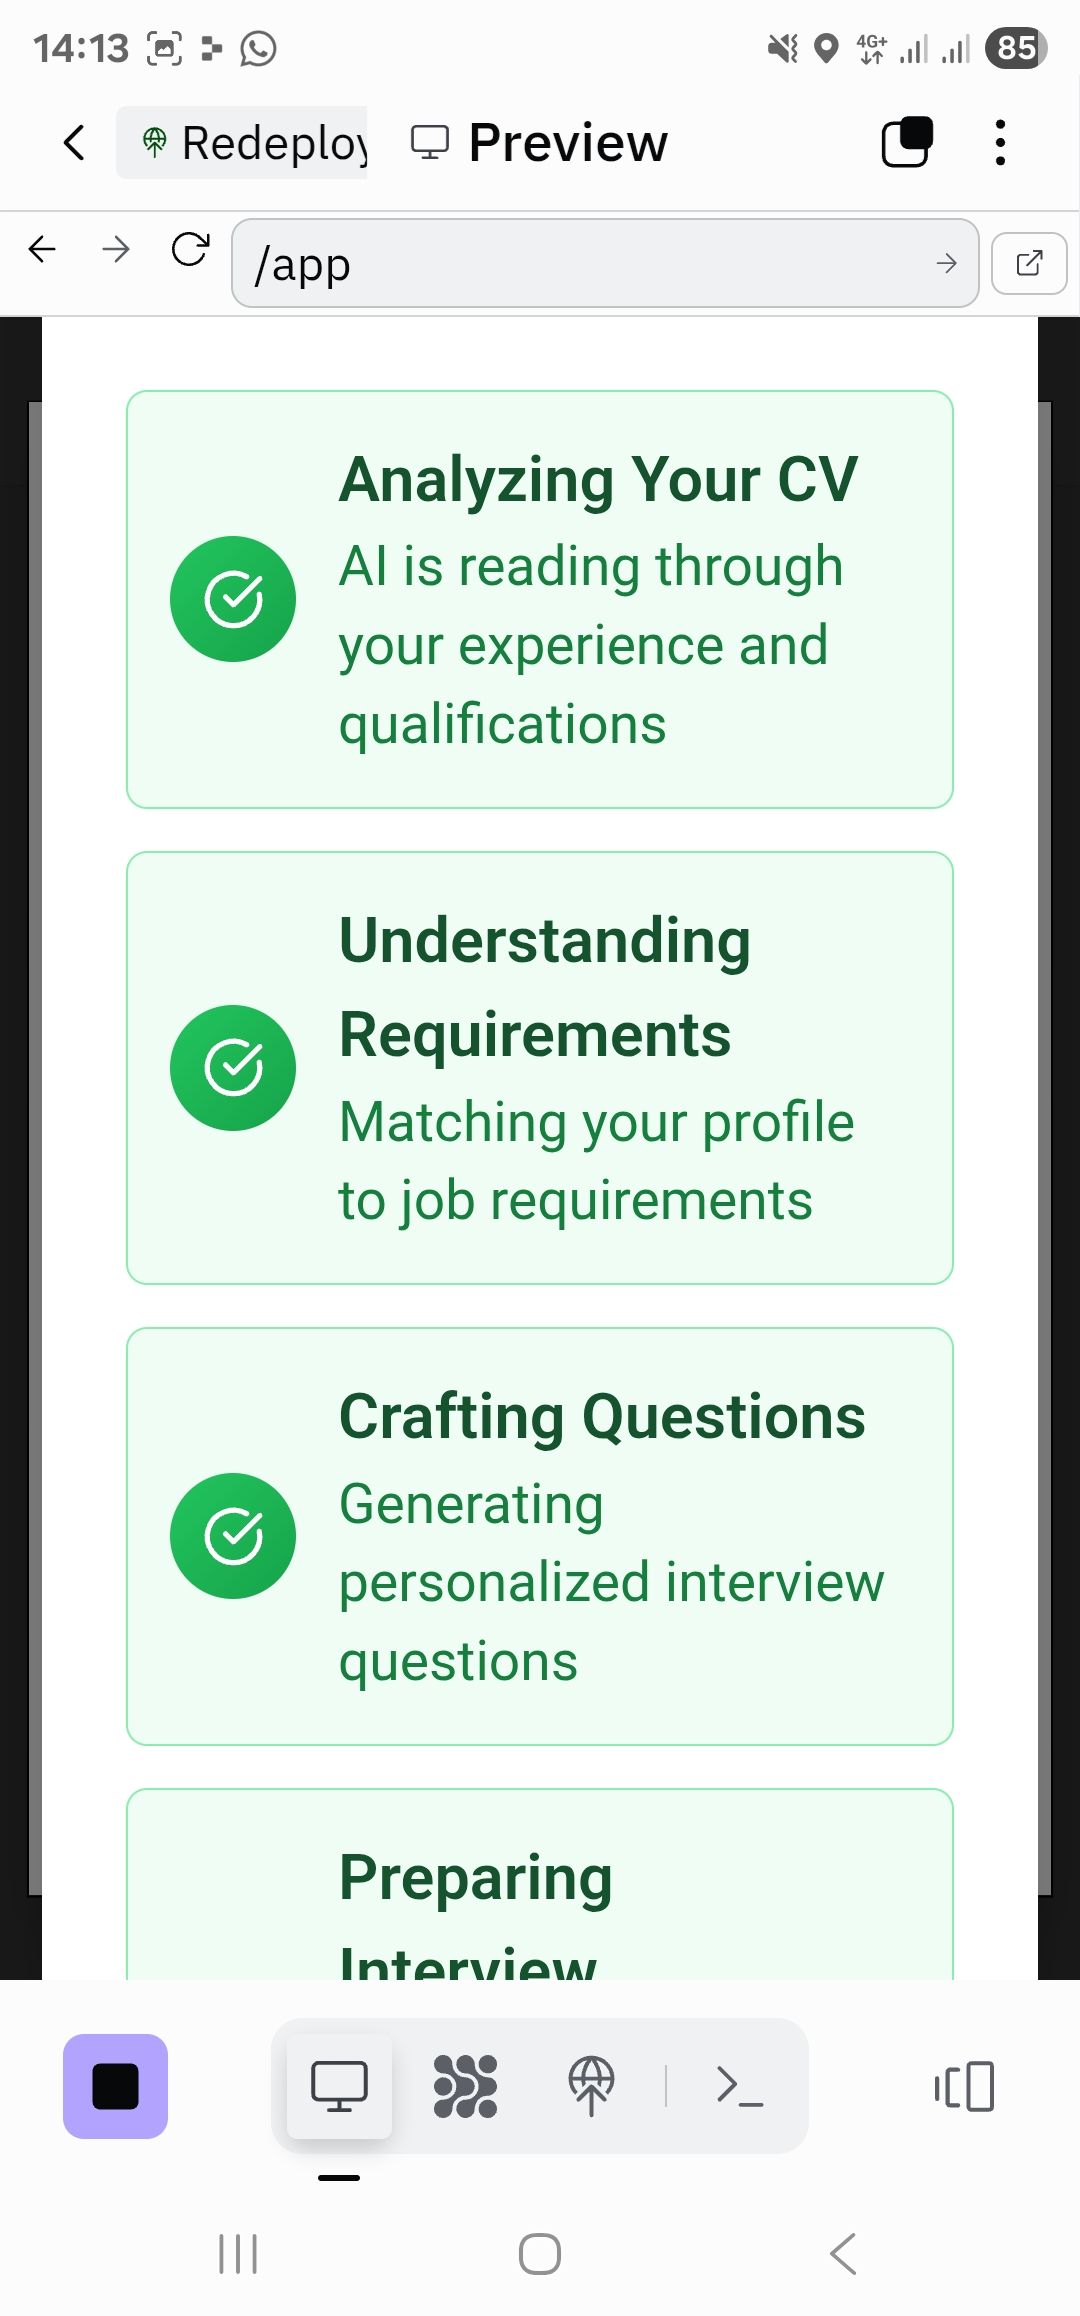 14:13
4G+
85
Redeploy
Preview
/app
Analyzing Your CV
AI is reading through
your experience and
qualifications
Understanding
Requirements
Matching your profile
to job requirements
Crafting Questions
Generating
personalized interview
questions
Preparing
Interview